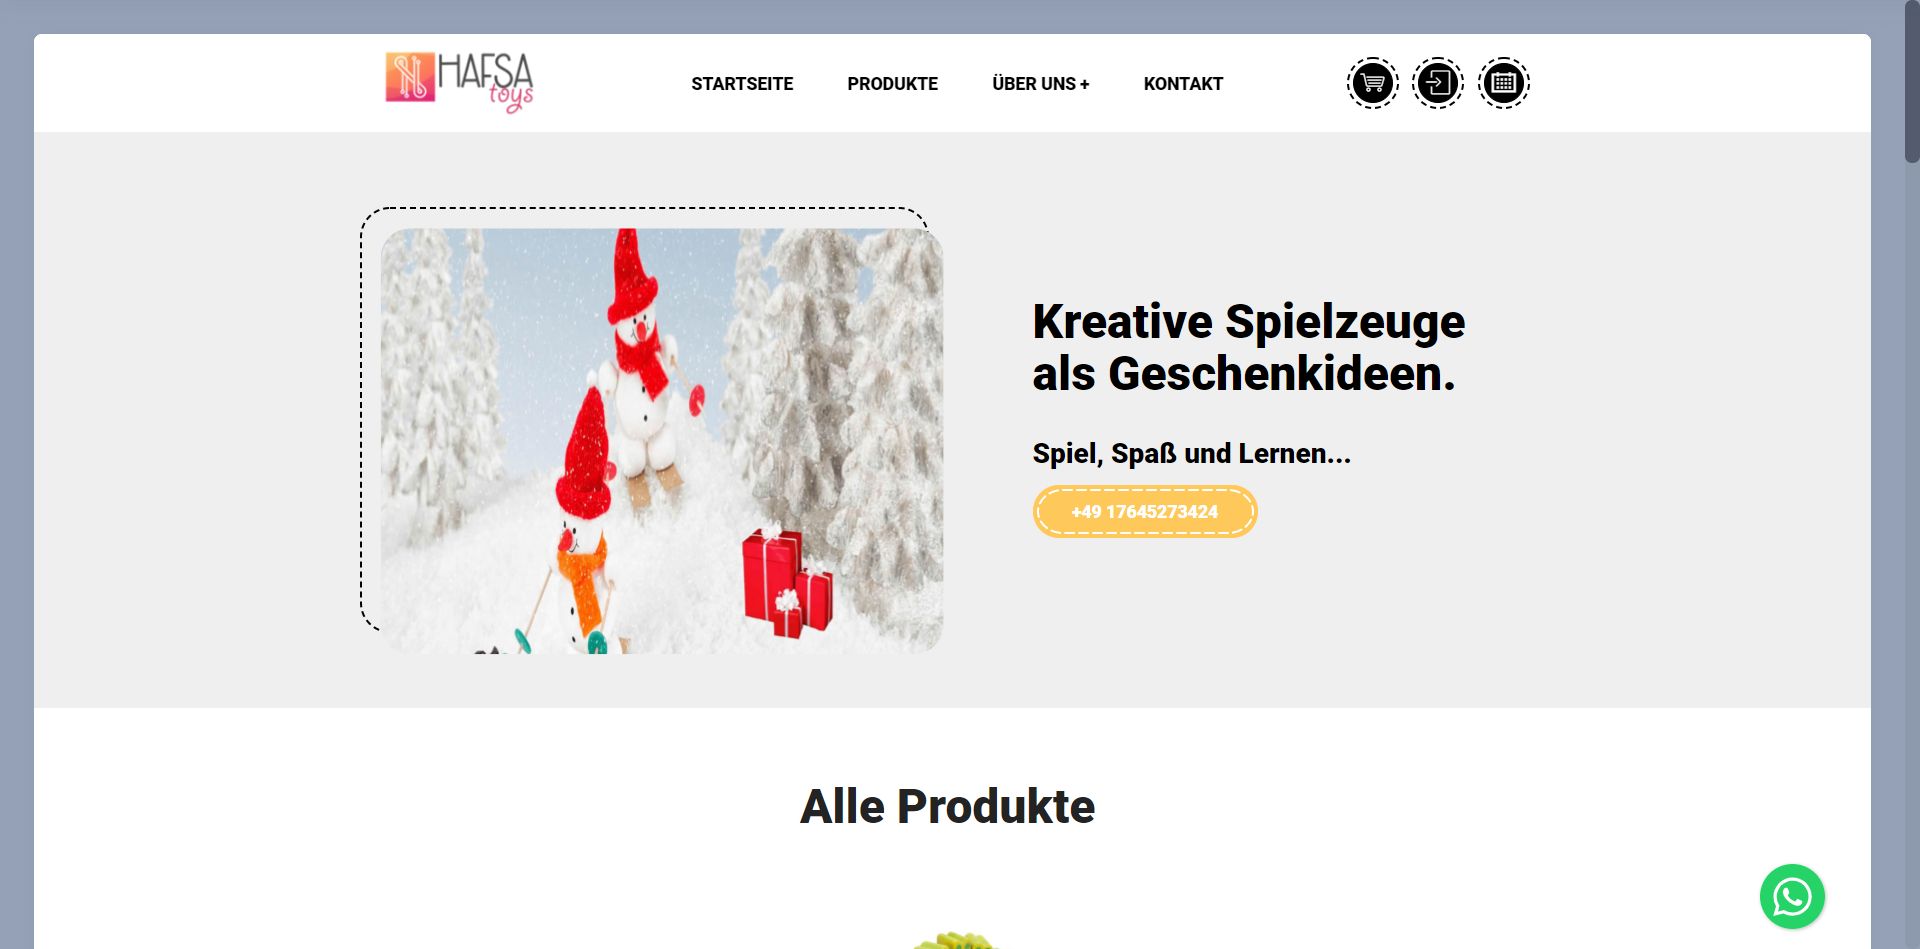 HAFSA
toys
STARTSEITE
PRODUKTE
ÜBER UNS +
KONTAKT
Kreative Spielzeuge
als Geschenkideen.
Spiel, Spaß und Lernen...
+49 17645273424
Alle Produkte